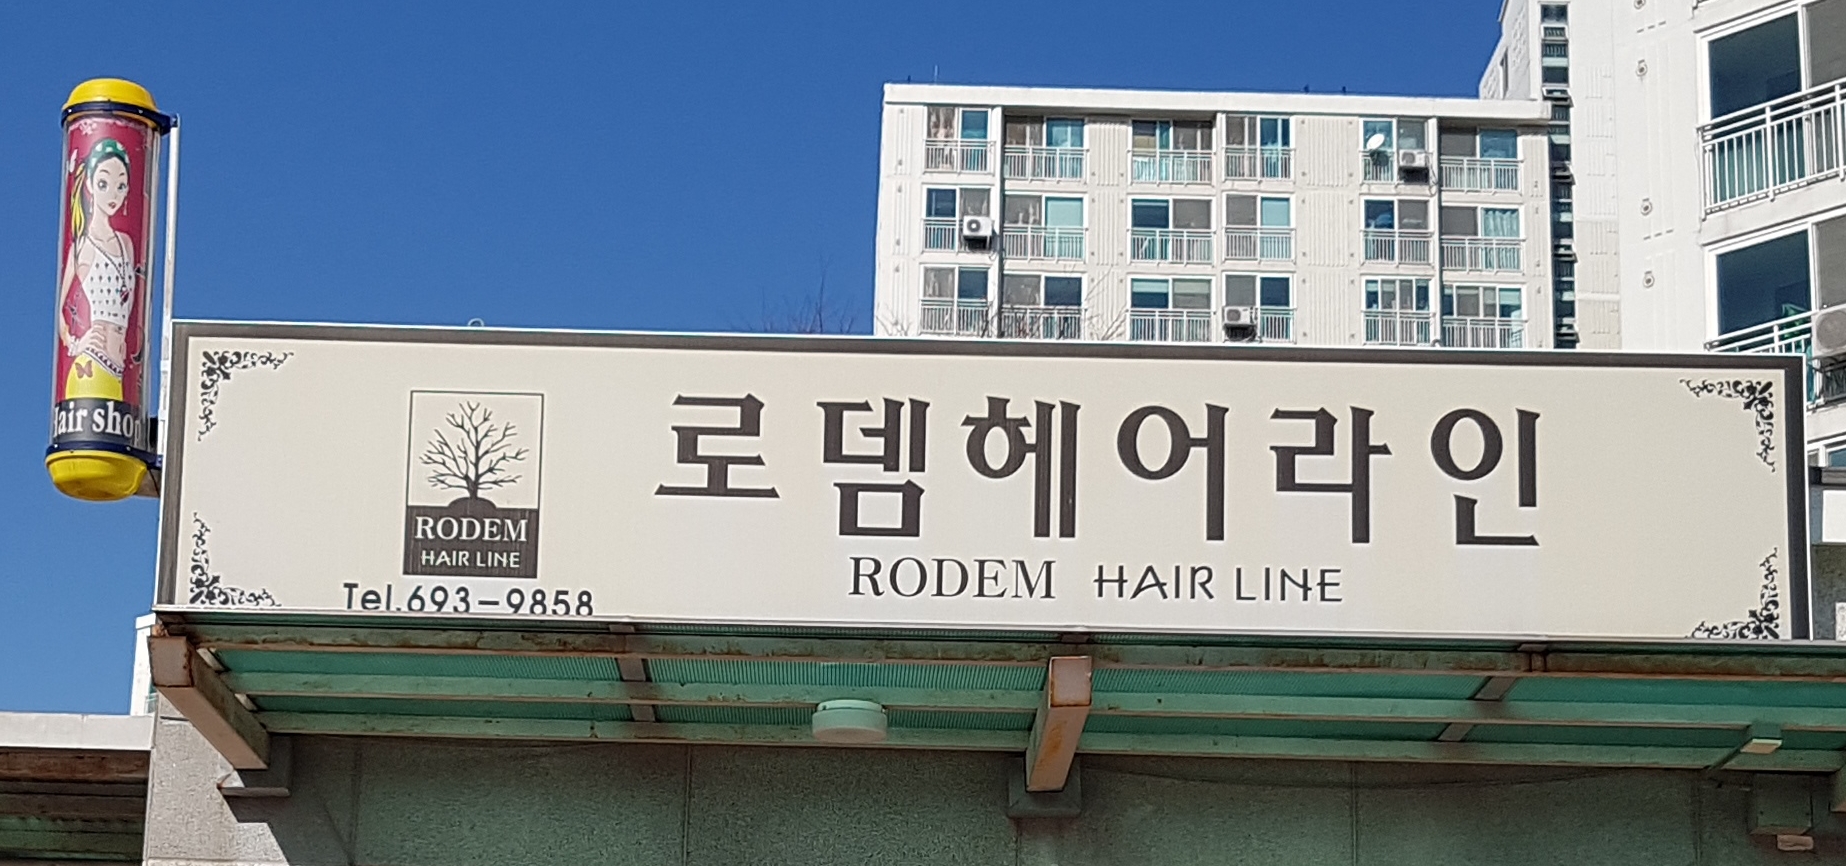 Hair shop
로뎀헤어라인
RODEM HAIR LINE
RODEM
HAIR LINE
Tel.693-9858